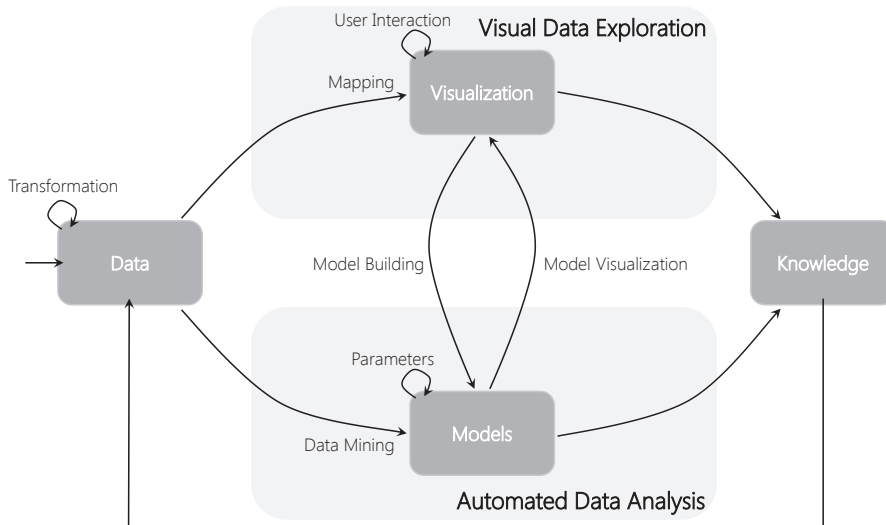 User Interaction
Visual Data Exploration
Mapping
Visualization
Transformation
Data
Model Building
Model Visualization
Knowledge
Parameters
Data Mining
Models
Automated Data Analysis